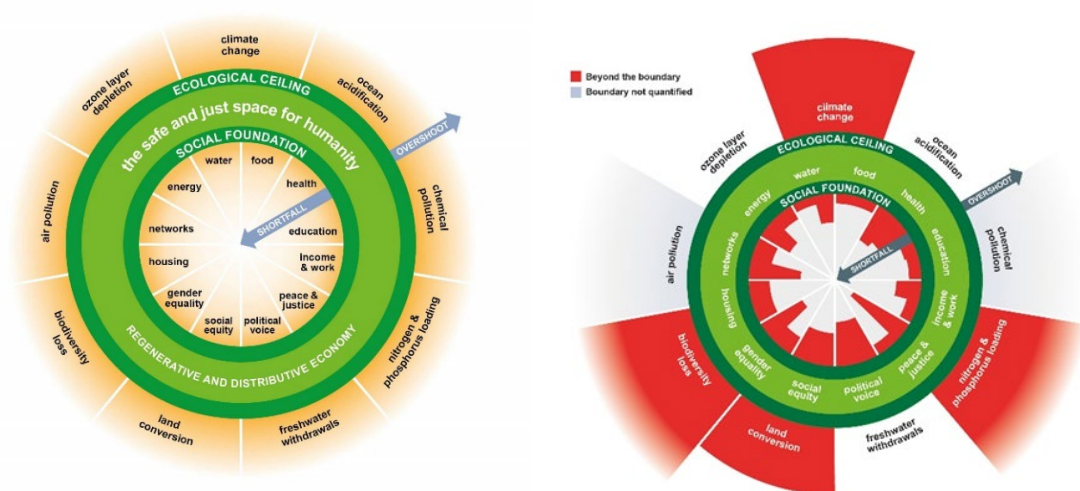 climate
change
ocean
acidification
chemical
pollution
nitrogen &
phosphorus loading
freshwater
withdrawals
land
conversion
biodiversity
loss
air pollution
ozone layer
depletion
ECOLOGICAL CEILING
the safe and just space for humanity
SOCIAL FOUNDATION
OVERSHOOT
SHORTFALL
water
food
health
education
Income
& work
peace &
justice
political
voice
social
equity
gender
equality
housing
networks
energy
REGENERATIVE AND DISTRIBUTIVE ECONOMY
Beyond the boundary
Boundary not quantified
cilmate
change
ocean
acidification
chemical
pollution
nitrogen &
phosphorus loading
freshwater
withdrawals
land
conversion
biodiversity
loss
air pollution
ozone layer
depletion
ECOLOGICAL CEILING
SOCIAL FOUNDATION
OVERSHOOT
SHORTFALL
water
food
health
education
income
& work
peace &
justice
political
voice
social
equity
gender
equality
housing
networks
energy